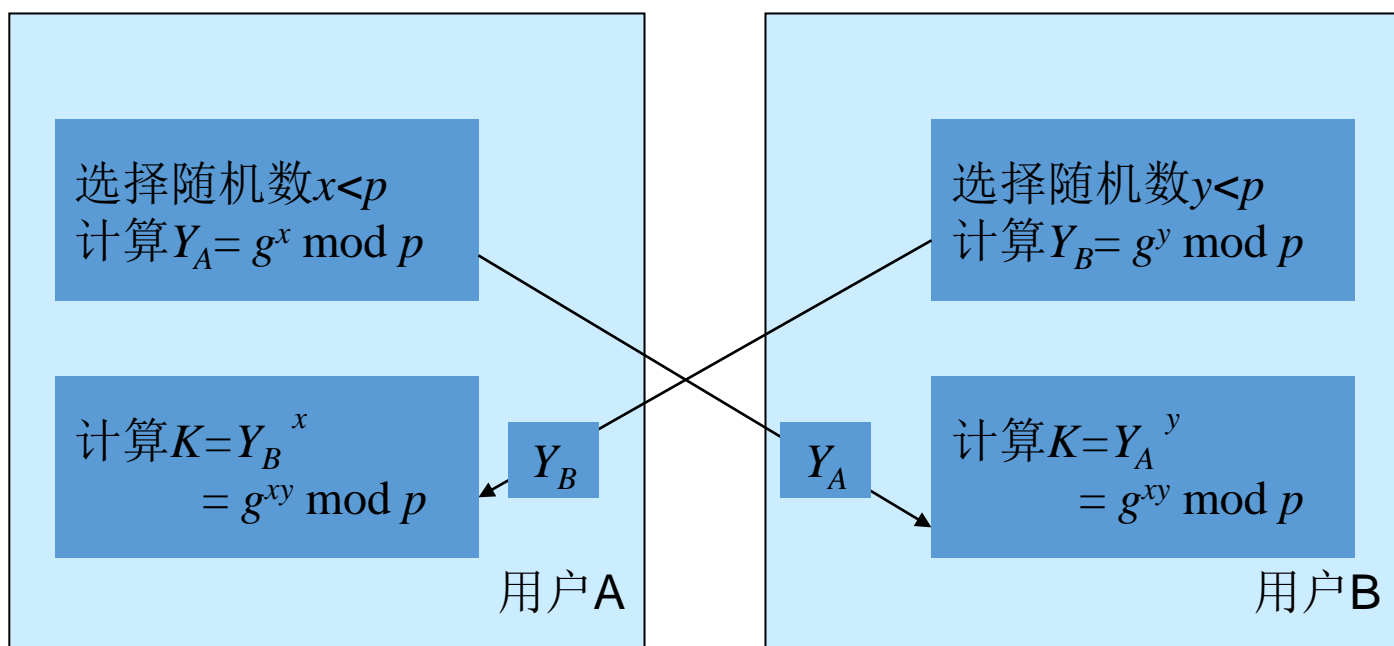 选择随机数x<p
计算Y_A= g^x mod p
计算K=Y_B^x
= g^{xy} mod p
Y_B
用户A
选择随机数y<p
计算Y_B= g^y mod p
Y_A
计算K=Y_A^y
= g^{xy} mod p
用户B